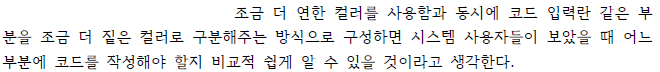 조금 더 연한 컬러를 사용함과 동시에 코드 입력란 같은 부
분을 조금 더 짙은 컬러로 구분해주는 방식으로 구성하면 시스템 사용자들이 보았을 때 어느
부분에 코드를 작성해야 할지 비교적 쉽게 알 수 있을 것이라고 생각한다.